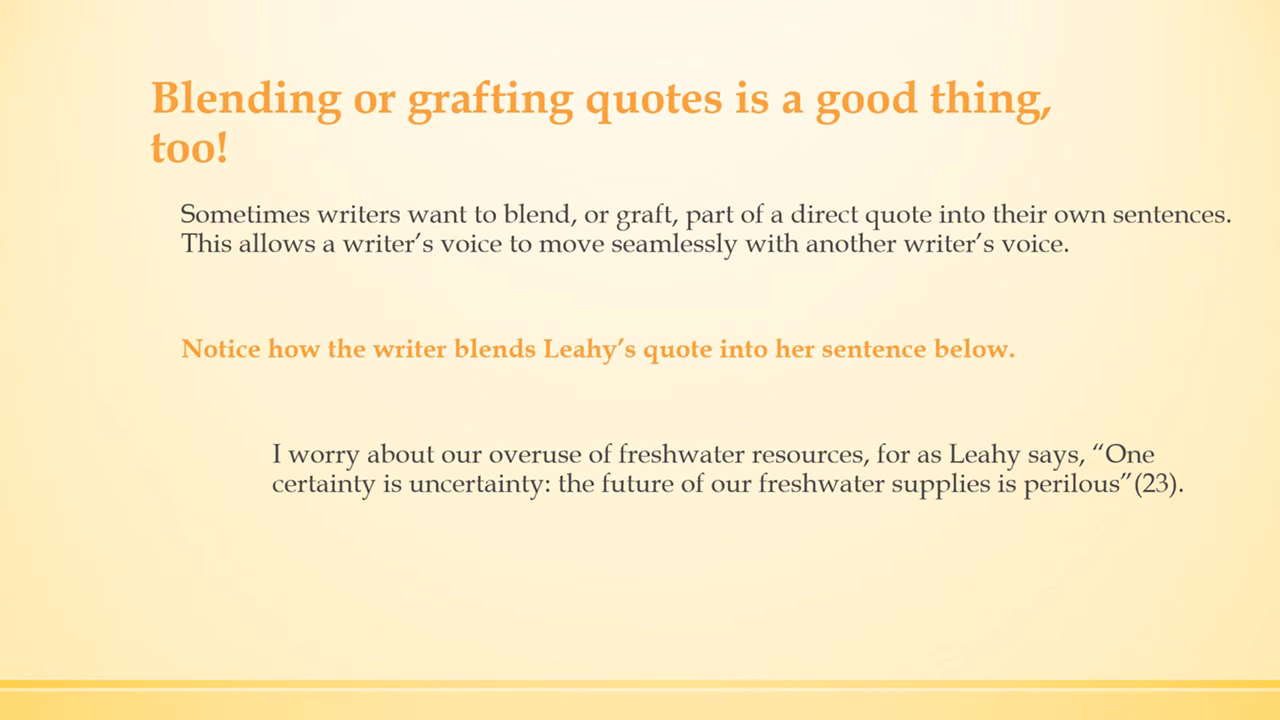 Blending or grafting quotes is a good thing,
too!
Sometimes writers want to blend, or graft, part of a direct quote into their own sentences.
This allows a writer’s voice to move seamlessly with another writer’s voice.
Notice how the writer blends Leahy’s quote into her sentence below.
I worry about our overuse of freshwater resources, for as Leahy says, “One
certainty is uncertainty: the future of our freshwater supplies is perilous”(23).